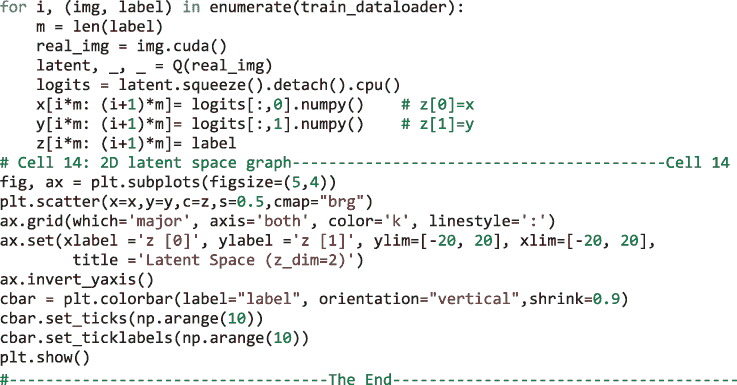 for i, (img, label) in enumerate(train_dataloader):
    m = len(label)
    real_img = img.cuda()
    latent, _, _ = Q(real_img)
    logits = latent.squeeze().detach().cpu()
    x[i*m: (i+1)*m]= logits[:,0].numpy()    # z[0]=x
    y[i*m: (i+1)*m]= logits[:,1].numpy()    # z[1]=y
    z[i*m: (i+1)*m]= label
# Cell 14: 2D latent space graph-----------------------------------------Cell 14
fig, ax = plt.subplots(figsize=(5,4))
plt.scatter(x=x,y=y,c=z,s=0.5,cmap="brg")
ax.grid(which='major', axis='both', color='k', linestyle=':')
ax.set(xlabel ='z [0]', ylabel ='z [1]', ylim=[-20, 20], xlim=[-20, 20],
        title ='Latent Space (z_dim=2)')
ax.invert_yaxis()
cbar = plt.colorbar(label="label", orientation="vertical",shrink=0.9)
cbar.set_ticks(np.arange(10))
cbar.set_ticklabels(np.arange(10))
plt.show()
#-----------------------------------The End--------------------------------------